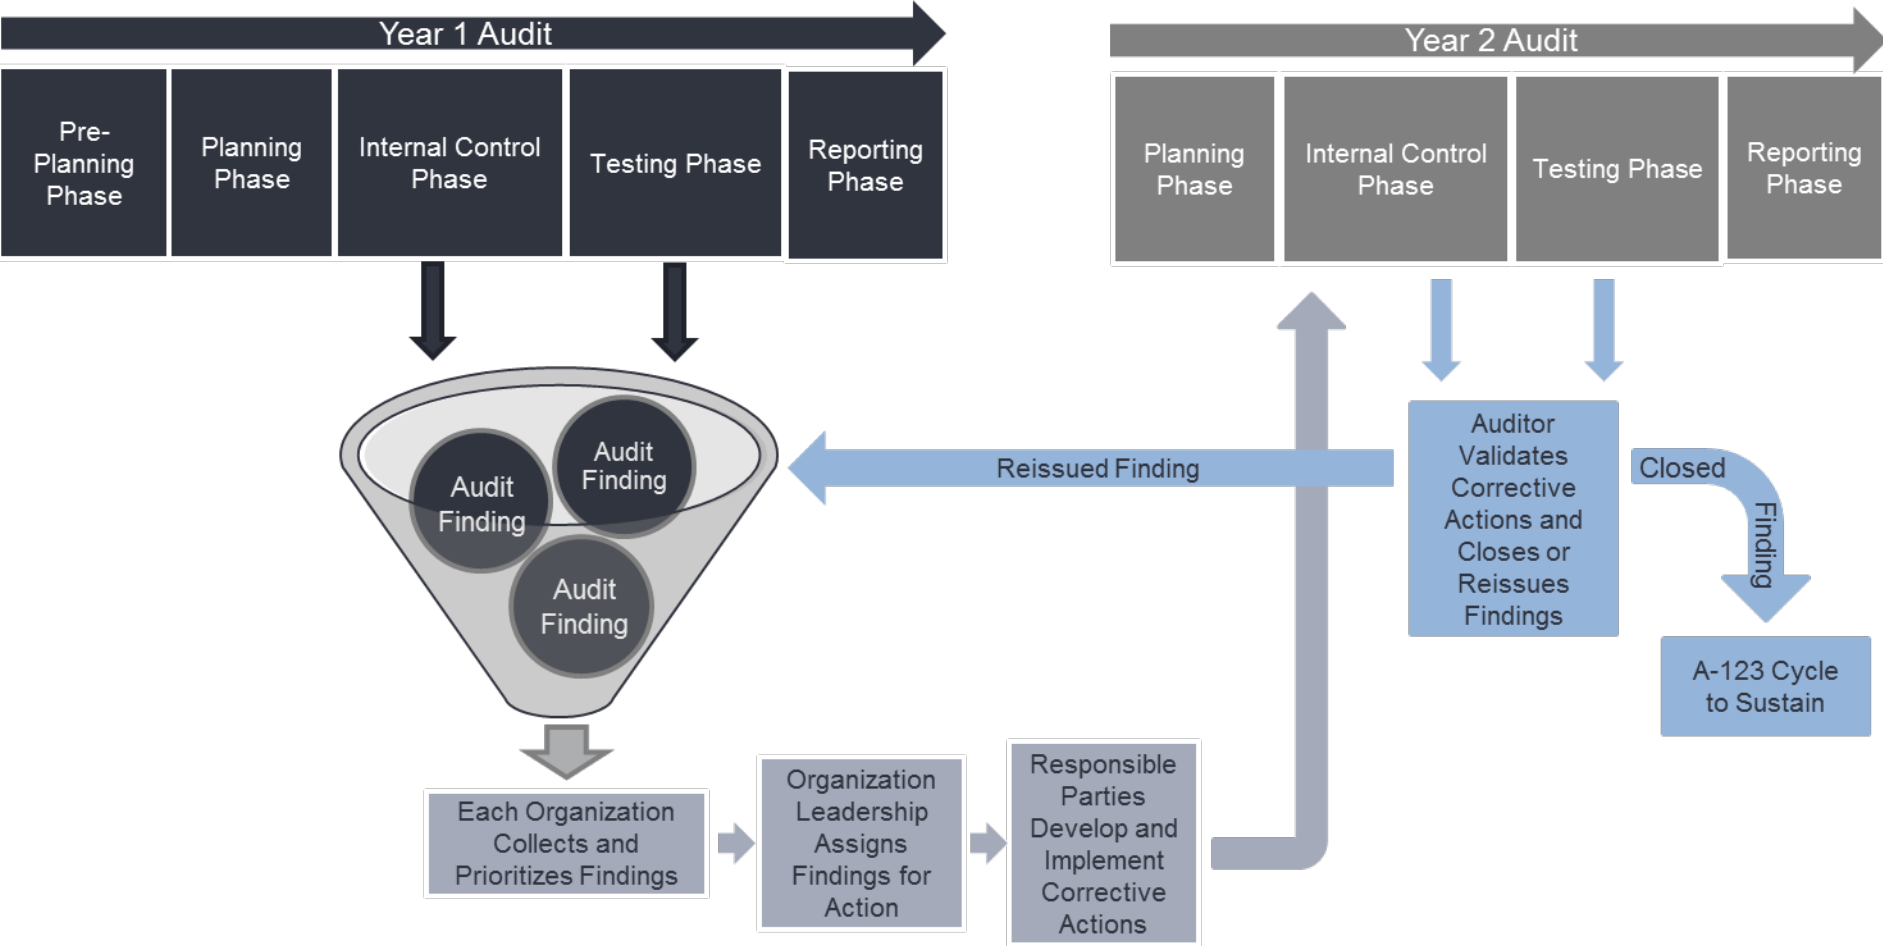 Year 1 Audit
Pre-
Planning
Phase
Planning
Phase
Internal Control
Phase
Testing Phase
Reporting
Phase
Year 2 Audit
Planning
Phase
Internal Control
Phase
Testing Phase
Reporting
Phase
Audit
Finding
Audit
Finding
Audit
Finding
Reissued Finding
Auditor
Validates
Corrective
Actions and
Closes or
Reissues
Findings
Closed
Finding
A-123 Cycle
to Sustain
Each Organization
Collects and
Prioritizes Findings
Organization
Leadership
Assigns
Findings for
Action
Responsible
Parties
Develop and
Implement
Corrective
Actions